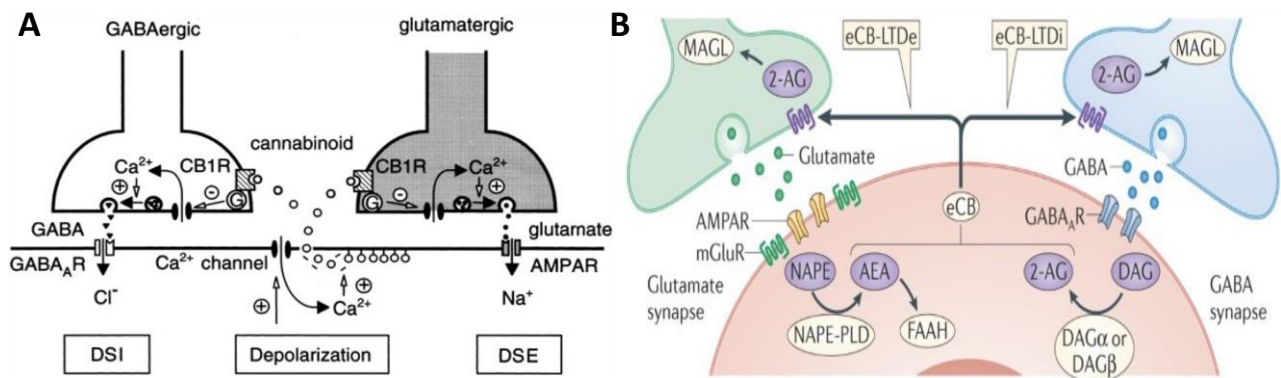 A
GABAergic
glutamatergic
cannabinoid
Ca2+
CB1R
CB1R
Ca2+
+
-
G
G
-
+
GABA
glutamate
GABAAR
Ca2+ channel
AMPAR
Cl-
+
+
Ca2+
Na+
DSI
Depolarization
DSE
B
MAGL
2-AG
eCB-LTDe
eCB-LTDi
2-AG
MAGL
Glutamate
GABA
AMPAR
mGluR
eCB
GABAAR
Glutamate
synapse
NAPE
AEA
2-AG
DAG
GABA
synapse
NAPE-PLD
FAAH
DAGα or
DAGβ